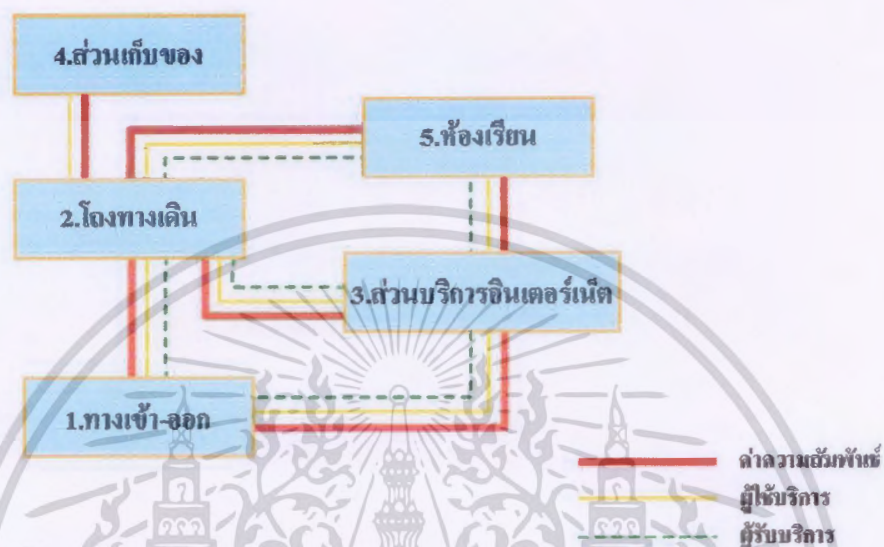 4.ส่วนเก็บของ
5.ห้องเรียน
2.โถงทางเดิน
3.ส่วนบริการอินเตอร์เน็ต
1.ทางเข้า-ออก
ค่าความสัมพันธ์
ผู้ใช้บริการ
ผู้รับบริการ